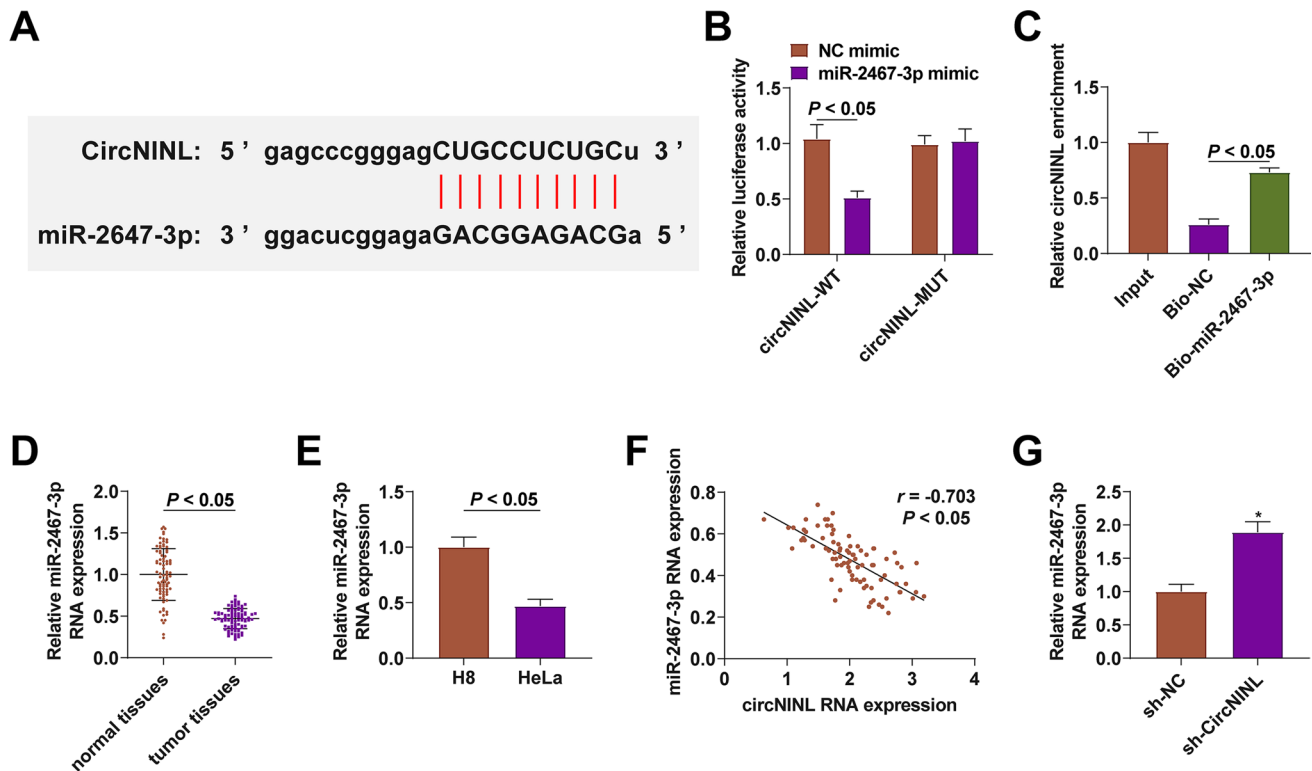 A
CircNINL: 5 ’ gagcccgggagCUGCCUCUGCu 3 ’
miR-2647-3p: 3 ’ ggacucggagaGACGGAGACGa 5 ’
B
NC mimic
miR-2467-3p mimic
Relative luciferase activity
1.5
1.0
0.5
0.0
P < 0.05
circNINL-WT
circNINL-MUT
C
Relative circNINL enrichment
1.5
1.0
0.5
0.0
P < 0.05
Input
Bio-NC
Bio-miR-2467-3p
D
Relative miR-2467-3p
RNA expression
2.0
1.5
1.0
0.5
0.0
P < 0.05
normal tissues
tumor tissues
E
Relative miR-2467-3p
RNA expression
1.5
1.0
0.5
0.0
P < 0.05
H8
HeLa
F
miR-2467-3p RNA expression
0.8
0.6
0.4
0.2
0.0
r = -0.703
P < 0.05
0
1
2
3
4
circNINL RNA expression
G
Relative miR-2467-3p
RNA expression
2.5
2.0
1.5
1.0
0.5
0.0
*
sh-NC
sh-CircNINL